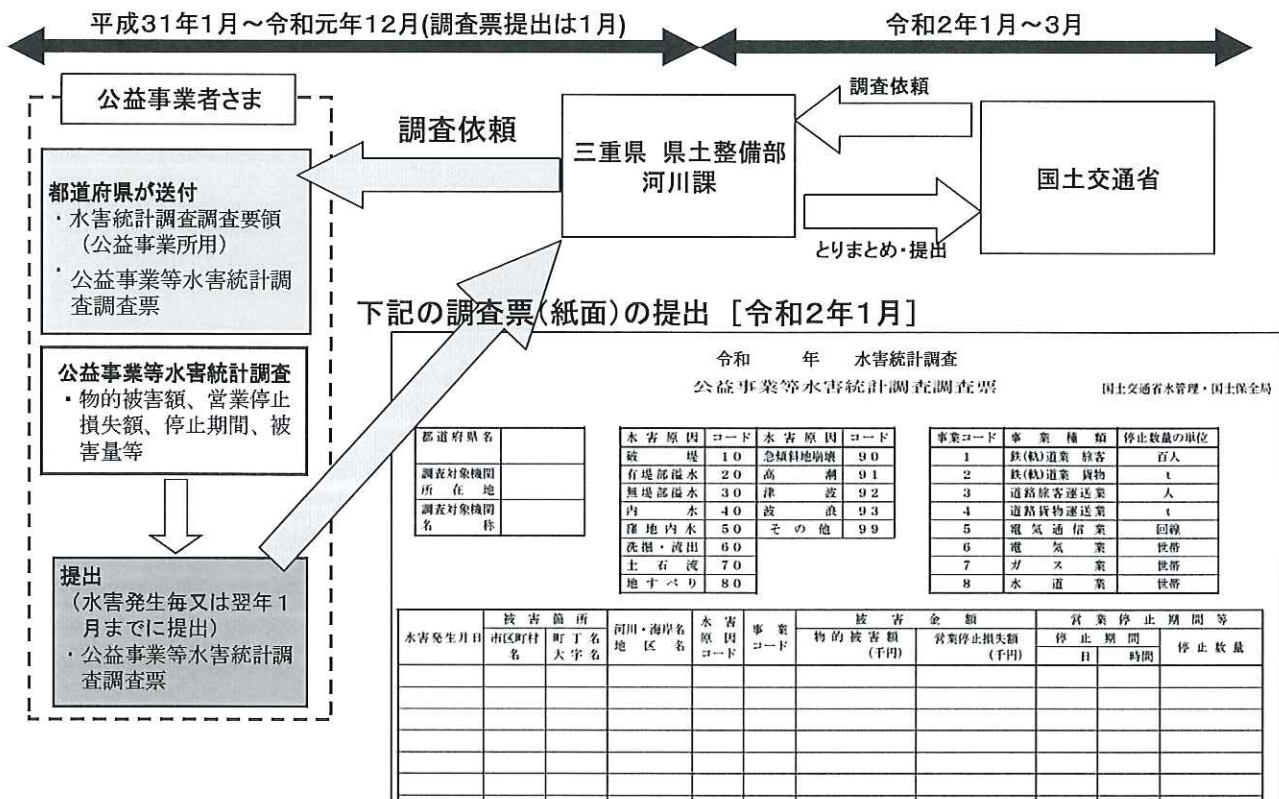 平成31年1月～令和元年12月(調査票提出は1月)
令和2年1月～3月
公益事業者さま
都道府県が送付
・水害統計調査調査要領
（公益事業所用）
・公益事業等水害統計調
査調査票
公益事業等水害統計調査
・物的被害額、営業停止
損失額、停止期間、被
害量等
提出
（水害発生毎又は翌年１
月までに提出）
・公益事業等水害統計調
査調査票
調査依頼
三重県 県土整備部
河川課
調査依頼
とりまとめ・提出
国土交通省
下記の調査票(紙面)の提出 [令和2年1月]
令和 年 水害統計調査
公益事業等水害統計調査調査票
国土交通省水管理・国土保全局
都道府県名
調査対象機関
所在地
調査対象機関
名称
水害原因 コード 水害原因 コード
破堤 10 急傾斜地崩壊 90
有堤部溢水 20 高潮 91
無堤部溢水 30 津波 92
内水 40 波浪 93
窪地内水 50 その他 99
洗掘・流出 60
土石流 70
地すべり 80
事業コード 事業種類 停止数量の単位
1 鉄(軌)道業 旅客 百人
2 鉄(軌)道業 貨物 t
3 道路旅客運送業 人
4 道路貨物運送業 t
5 電気通信業 回線
6 電気業 世帯
7 ガス業 世帯
8 水道業 世帯
水害発生月日
被害箇所
市区町村
名
町丁名
大字名
河川・海岸名
地区名
水害
原因
コード
事業
コード
被害金額
物的被害額
(千円)
営業停止損失額
(千円)
営業停止期間等
停止期間
日 時間
停止数量